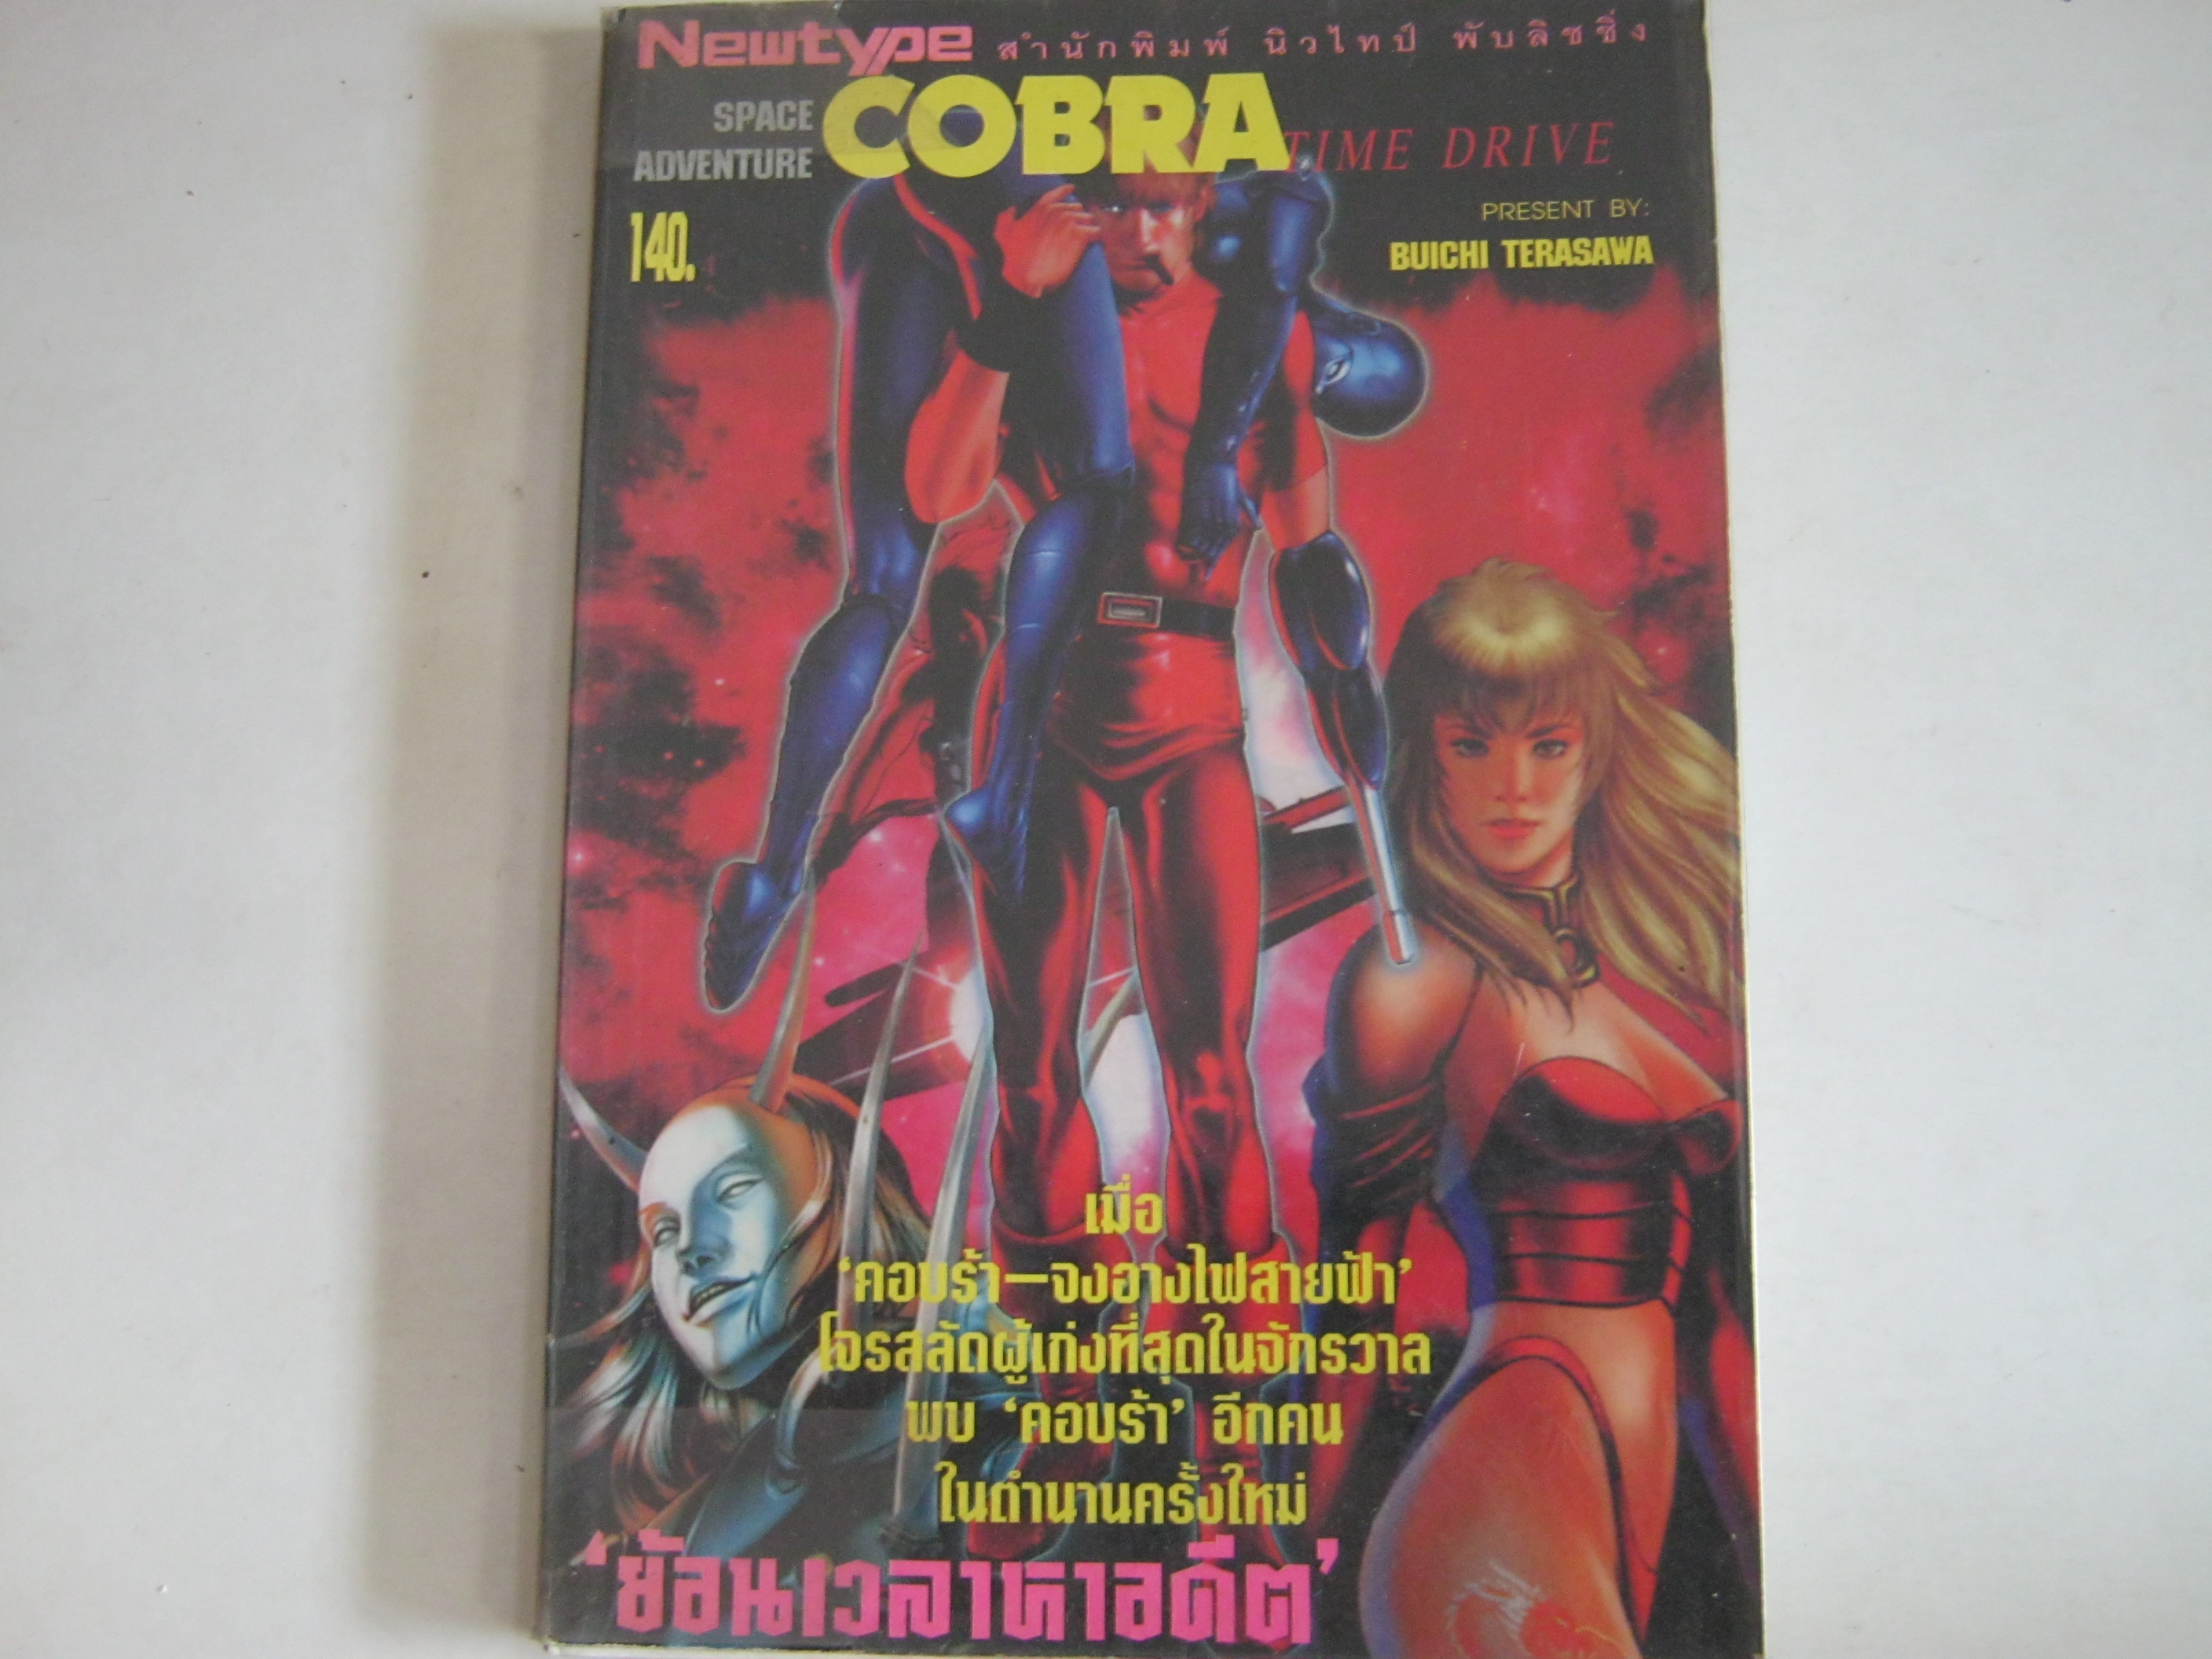 Newtype สำนักพิมพ์ นิวไทป์ พับลิชชิ่ง
SPACE
ADVENTURE
COBRA
TIME DRIVE
140.
PRESENT BY:
BUICHI TERASAWA
เมื่อ
‘คอบร้า—จงอางไฟสายฟ้า’
โจรสลัดผู้เก่งที่สุดในจักรวาล
พบ ‘คอบร้า’ อีกคน
ในตำนานครั้งใหม่
‘ย้อนเวลาหาอดีต’